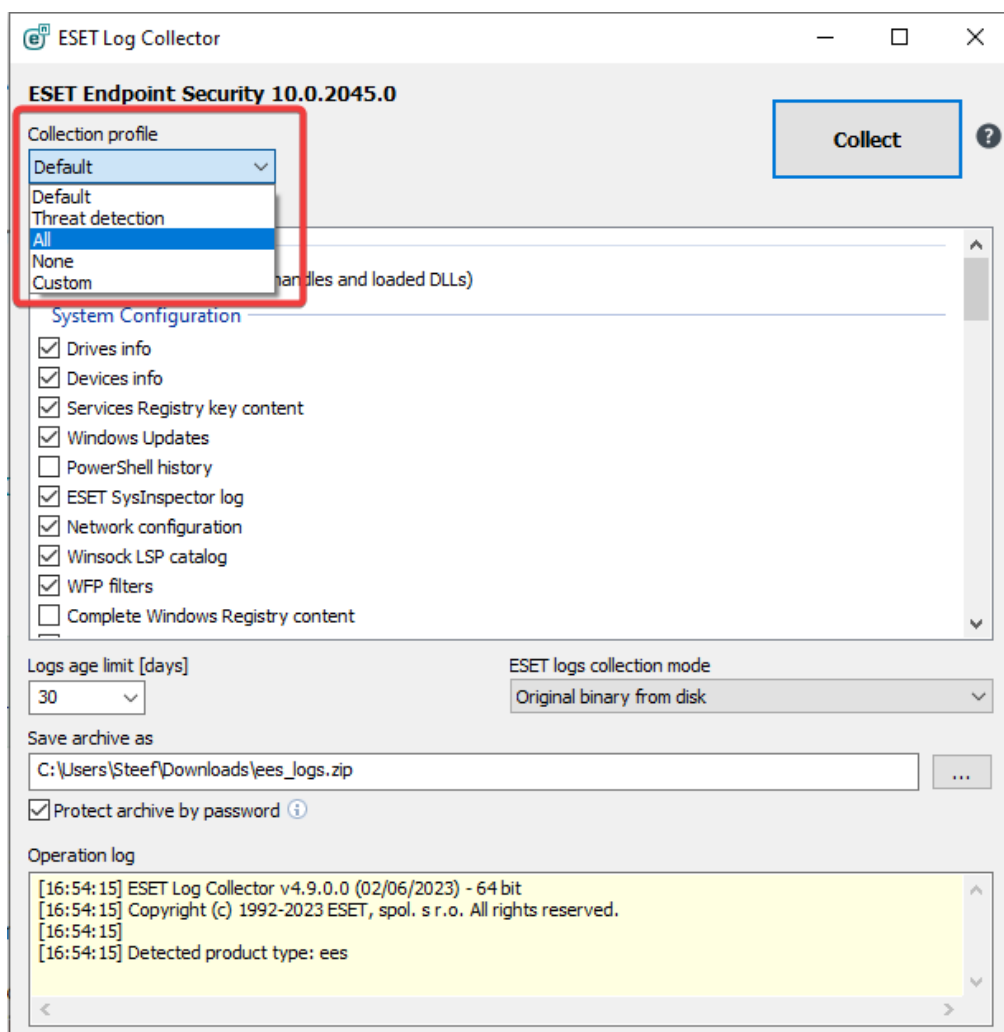 ESET Log Collector
ESET Endpoint Security 10.0.2045.0
Collection profile
Collect
Default
Default
Threat detection
All
None
Custom
handles and loaded DLLs)
System Configuration
Drives info
Devices info
Services Registry key content
Windows Updates
PowerShell history
ESET SysInspector log
Network configuration
Winsock LSP catalog
WFP filters
Complete Windows Registry content
Logs age limit [days]
ESET logs collection mode
30
Original binary from disk
Save archive as
C:\Users\Steef\Downloads\ees_logs.zip
...
Protect archive by password
Operation log
[16:54:15] ESET Log Collector v4.9.0.0 (02/06/2023) - 64 bit
[16:54:15] Copyright (c) 1992-2023 ESET, spol. s r.o. All rights reserved.
[16:54:15]
[16:54:15] Detected product type: ees